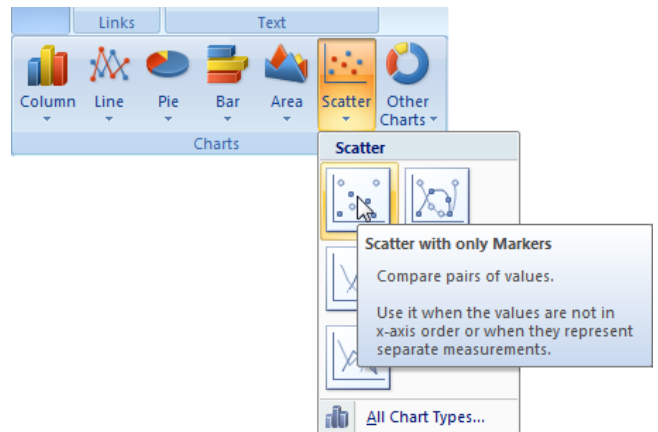 Links Text
Column Line Pie Bar Area Scatter Other
Charts
Charts
Scatter
Scatter with only Markers
Compare pairs of values.
Use it when the values are not in
x-axis order or when they represent
separate measurements.
All Chart Types...